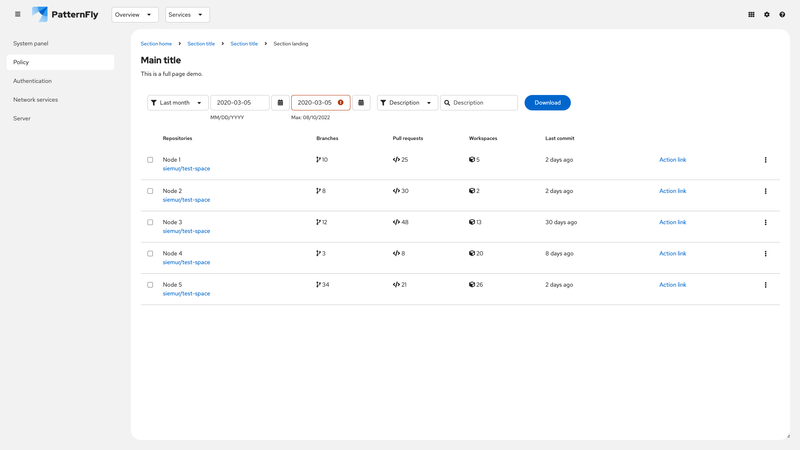 PatternFly Overview Services
System panel
Policy
Authentication
Network services
Server
Section home Section title Section title Section landing
Main title
This is a full page demo.
Last month 2020-03-05 2020-03-05 Description Description Download
MM/DD/YYYY Max: 08/10/2022
Repositories Branches Pull requests Workspaces Last commit
Node 1 10 25 5 2 days ago Action link
siemur/test-space
Node 2 8 30 2 2 days ago Action link
siemur/test-space
Node 3 12 48 13 30 days ago Action link
siemur/test-space
Node 4 3 8 20 8 days ago Action link
siemur/test-space
Node 5 34 21 26 2 days ago Action link
siemur/test-space